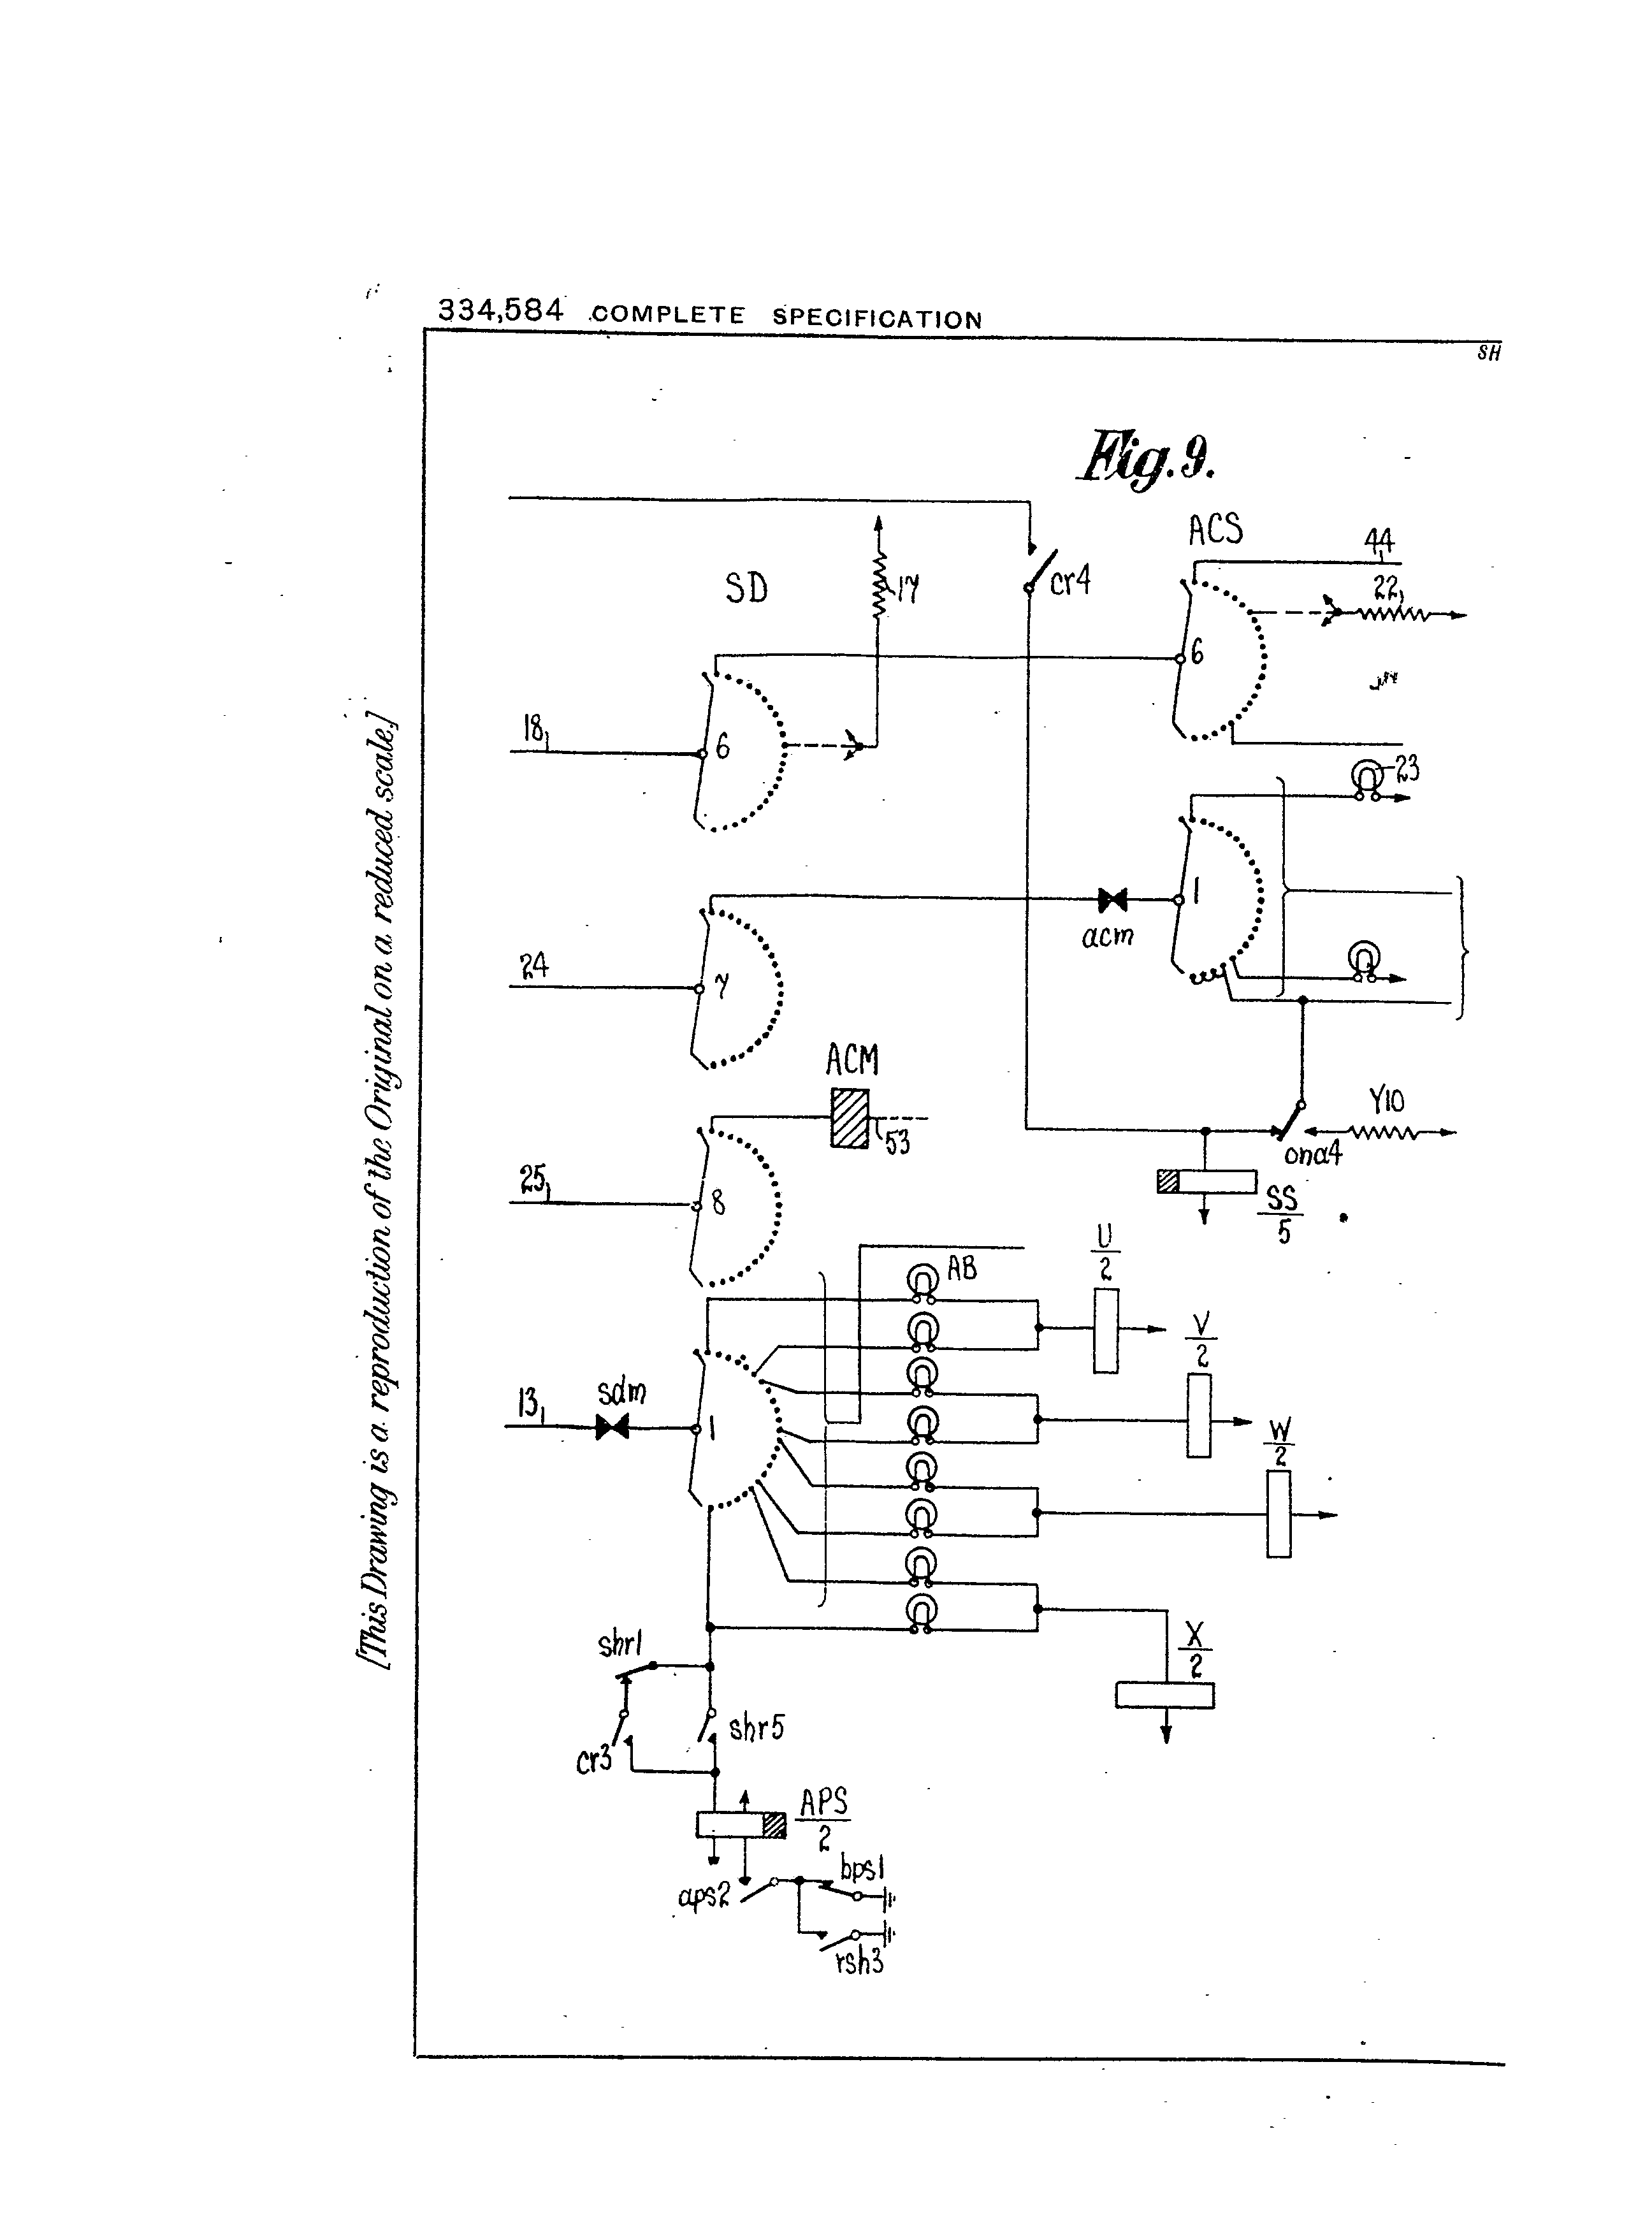 334,584 COMPLETE SPECIFICATION
SH
Fig. 9.
ACS
44
SD
17
cr4
22
6
18
6
23
1
acm
24
7
ACM
53
Y10
ona4
25
8
SS
5
U
2
AB
V
2
13
sdm
1
W
2
shr1
X
2
shr5
cr3
APS
2
bps1
aps2
rsh3
[This Drawing is a reproduction of the Original on a reduced scale.]